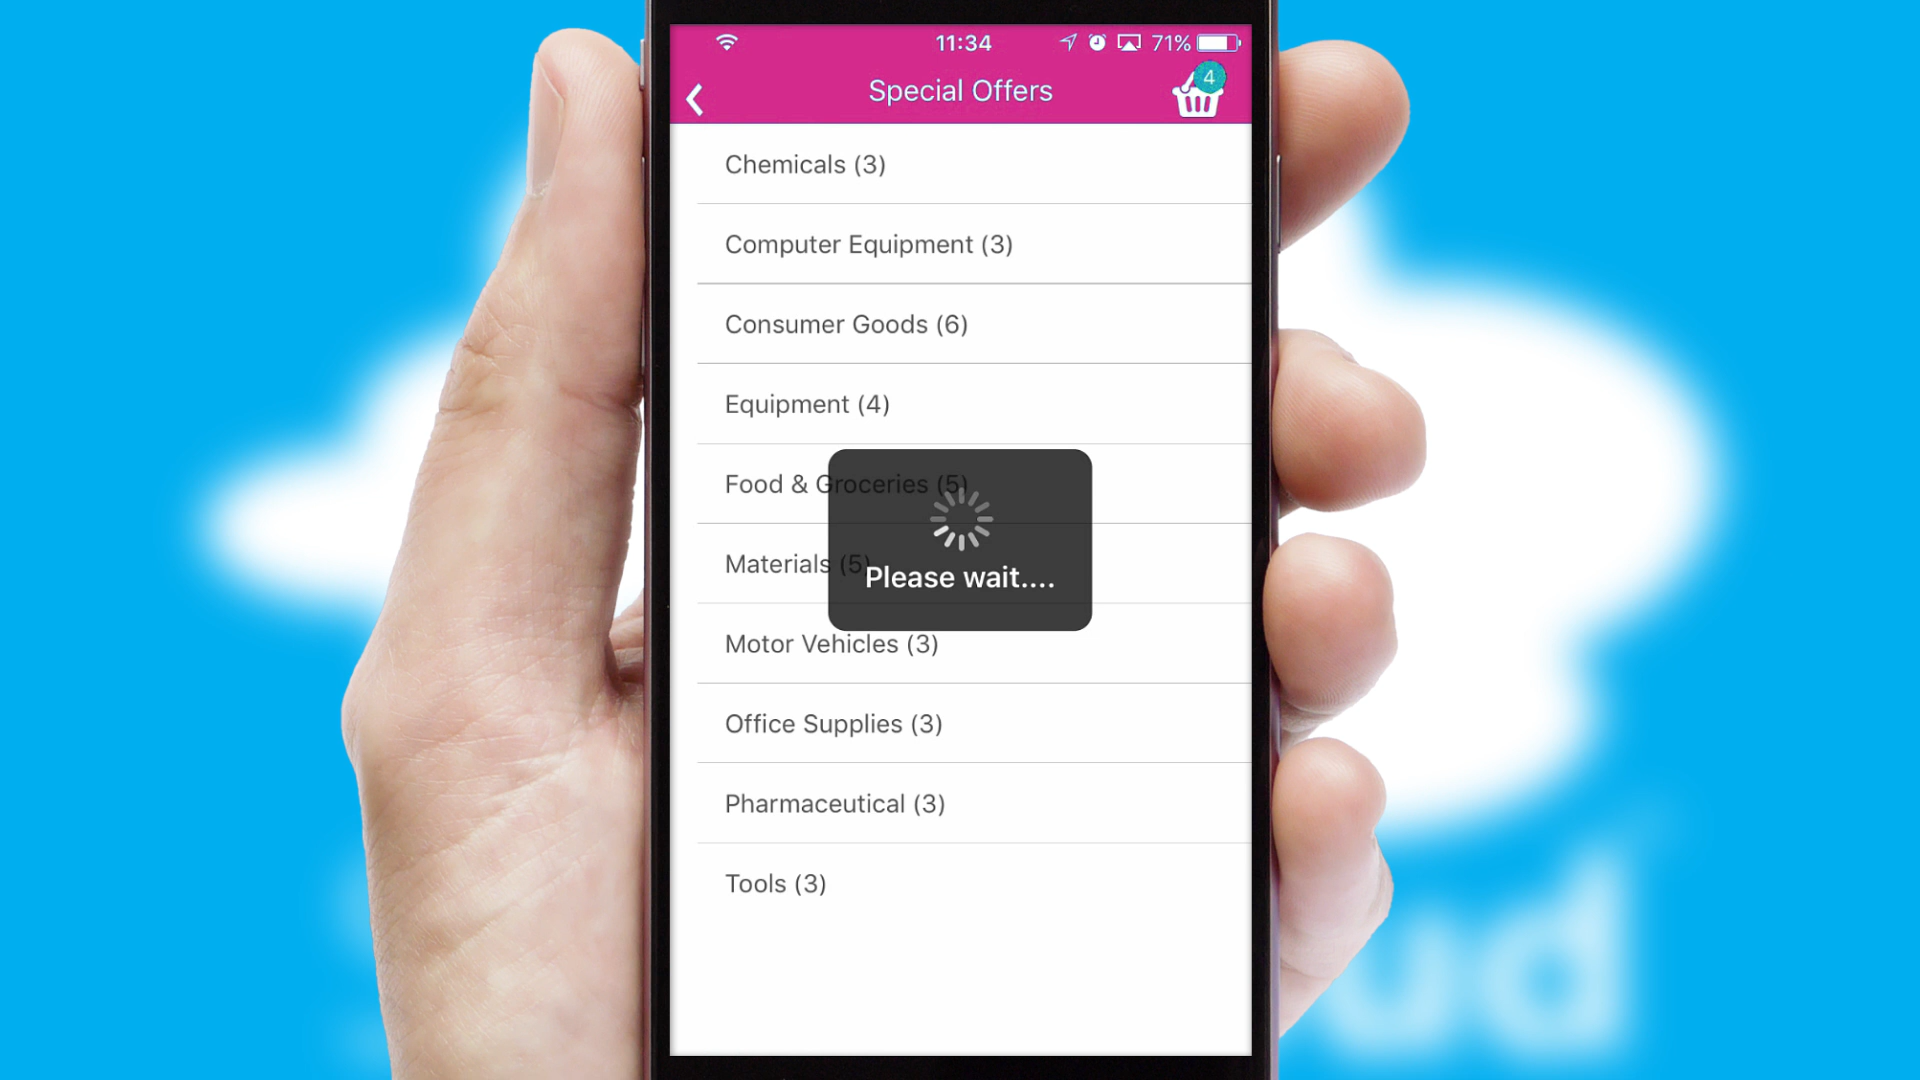 11:34 71%
Special Offers
4
Chemicals (3)
Computer Equipment (3)
Consumer Goods (6)
Equipment (4)
Food & Groceries (5)
Materials (5)
Please wait....
Motor Vehicles (3)
Office Supplies (3)
Pharmaceutical (3)
Tools (3)
ud